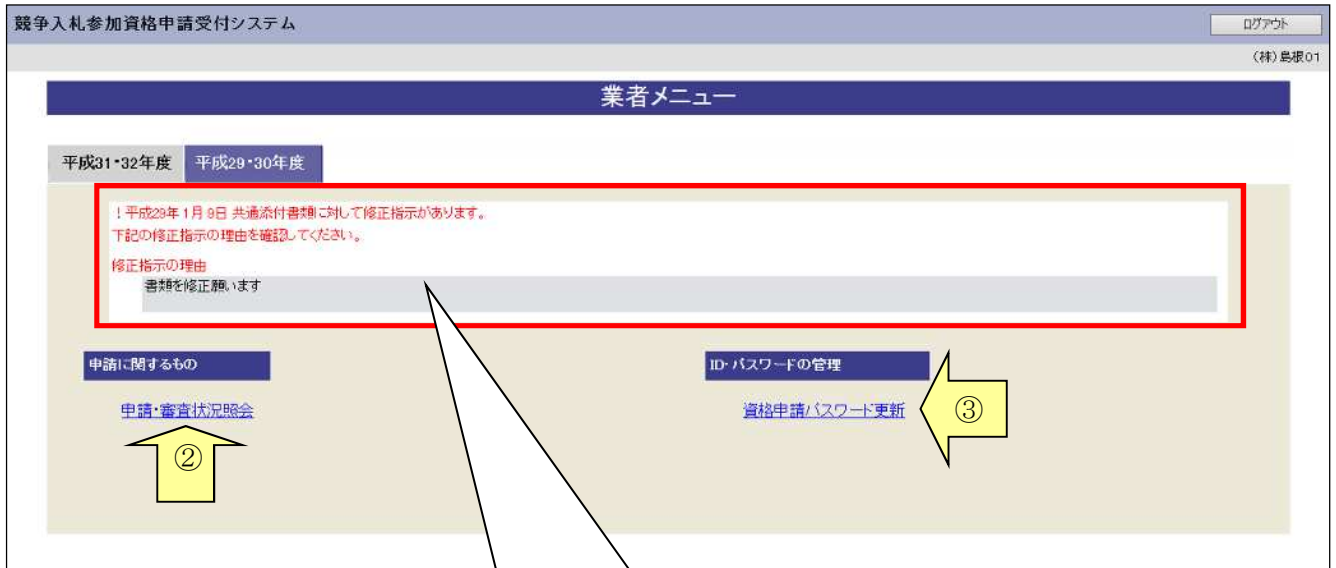 競争入札参加資格申請受付システム
ログアウト
(株)島根01
業者メニュー
平成31・32年度 平成29・30年度
!平成29年1月9日 共通添付書類に対して修正指示があります。
下記の修正指示の理由を確認してください。
修正指示の理由
書類を修正願います
申請に関するもの
ID・パスワードの管理
申請・審査状況照会
資格申請パスワード更新
③
②